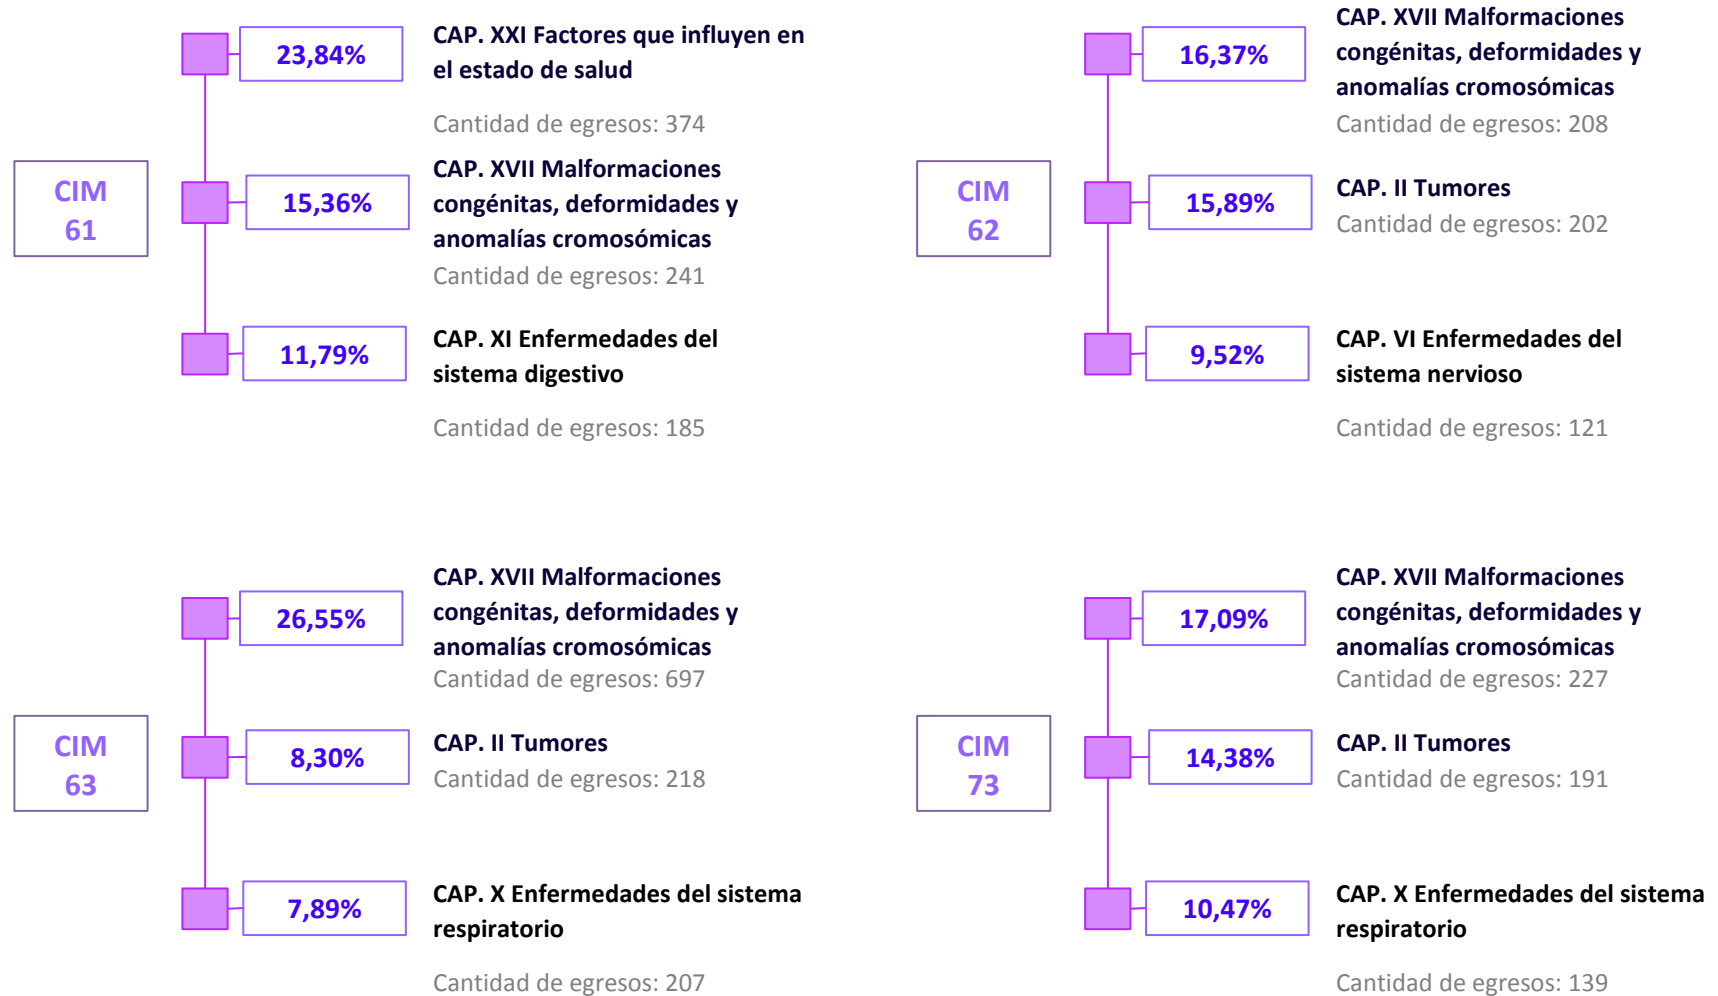 CIM
61
23,84%
CAP. XXI Factores que influyen en
el estado de salud
Cantidad de egresos: 374
15,36%
CAP. XVII Malformaciones
congénitas, deformidades y
anomalías cromosómicas
Cantidad de egresos: 241
11,79%
CAP. XI Enfermedades del
sistema digestivo
Cantidad de egresos: 185
CIM
62
16,37%
CAP. XVII Malformaciones
congénitas, deformidades y
anomalías cromosómicas
Cantidad de egresos: 208
15,89%
CAP. II Tumores
Cantidad de egresos: 202
9,52%
CAP. VI Enfermedades del
sistema nervioso
Cantidad de egresos: 121
CIM
63
26,55%
CAP. XVII Malformaciones
congénitas, deformidades y
anomalías cromosómicas
Cantidad de egresos: 697
8,30%
CAP. II Tumores
Cantidad de egresos: 218
7,89%
CAP. X Enfermedades del sistema
respiratorio
Cantidad de egresos: 207
CIM
73
17,09%
CAP. XVII Malformaciones
congénitas, deformidades y
anomalías cromosómicas
Cantidad de egresos: 227
14,38%
CAP. II Tumores
Cantidad de egresos: 191
10,47%
CAP. X Enfermedades del sistema
respiratorio
Cantidad de egresos: 139